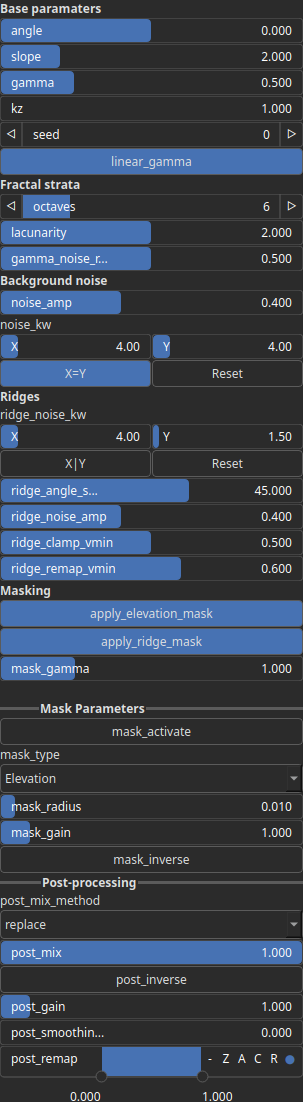 Base paramaters
angle 0.000
slope 2.000
gamma 0.500
kz 1.000
seed 0
linear_gamma
Fractal strata
octaves 6
lacunarity 2.000
gamma_noise_r... 0.500
Background noise
noise_amp 0.400
noise_kw
X 4.00 Y 4.00
X=Y Reset
Ridges
ridge_noise_kw
X 4.00 Y 1.50
X|Y Reset
ridge_angle_s... 45.000
ridge_noise_amp 0.400
ridge_clamp_vmin 0.500
ridge_remap_vmin 0.600
Masking
apply_elevation_mask
apply_ridge_mask
mask_gamma 1.000
Mask Parameters
mask_activate
mask_type
Elevation
mask_radius 0.010
mask_gain 1.000
mask_inverse
Post-processing
post_mix_method
replace
post_mix 1.000
post_inverse
post_gain 1.000
post_smoothin... 0.000
post_remap - Z A C R
0.000 1.000